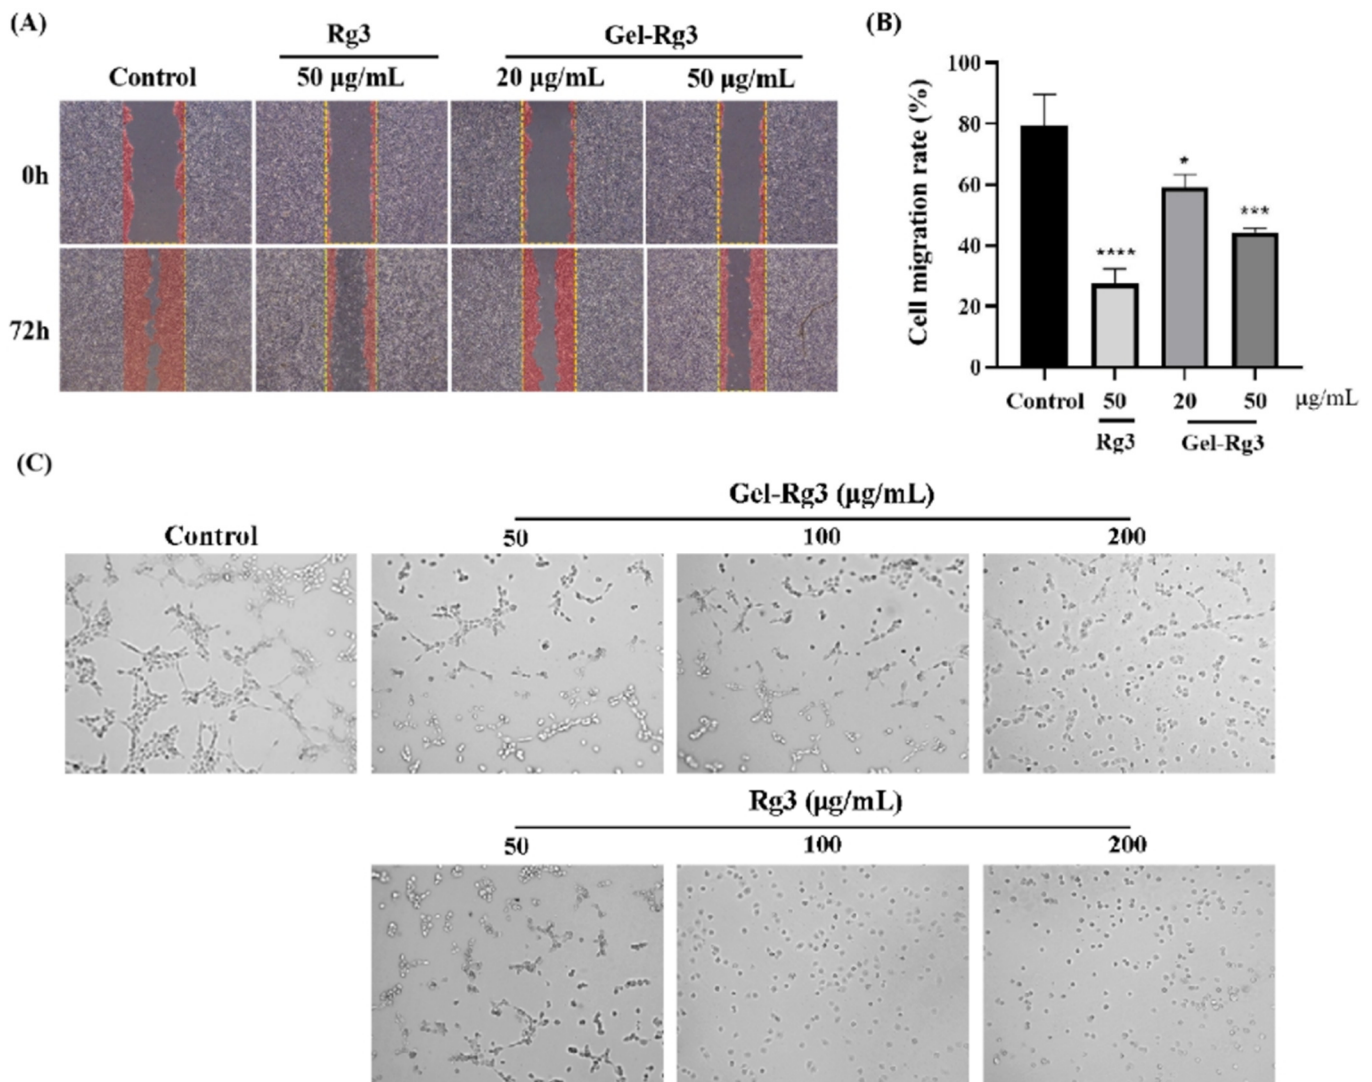 (A)
Rg3
Gel-Rg3
Control
50 µg/mL
20 µg/mL
50 µg/mL
0h
72h
(B)
Cell migration rate (%)
100
80
60
40
20
0
****
*
***
Control
50
20
50
µg/mL
Rg3
Gel-Rg3
(C)
Gel-Rg3 (µg/mL)
Control
50
100
200
Rg3 (µg/mL)
50
100
200